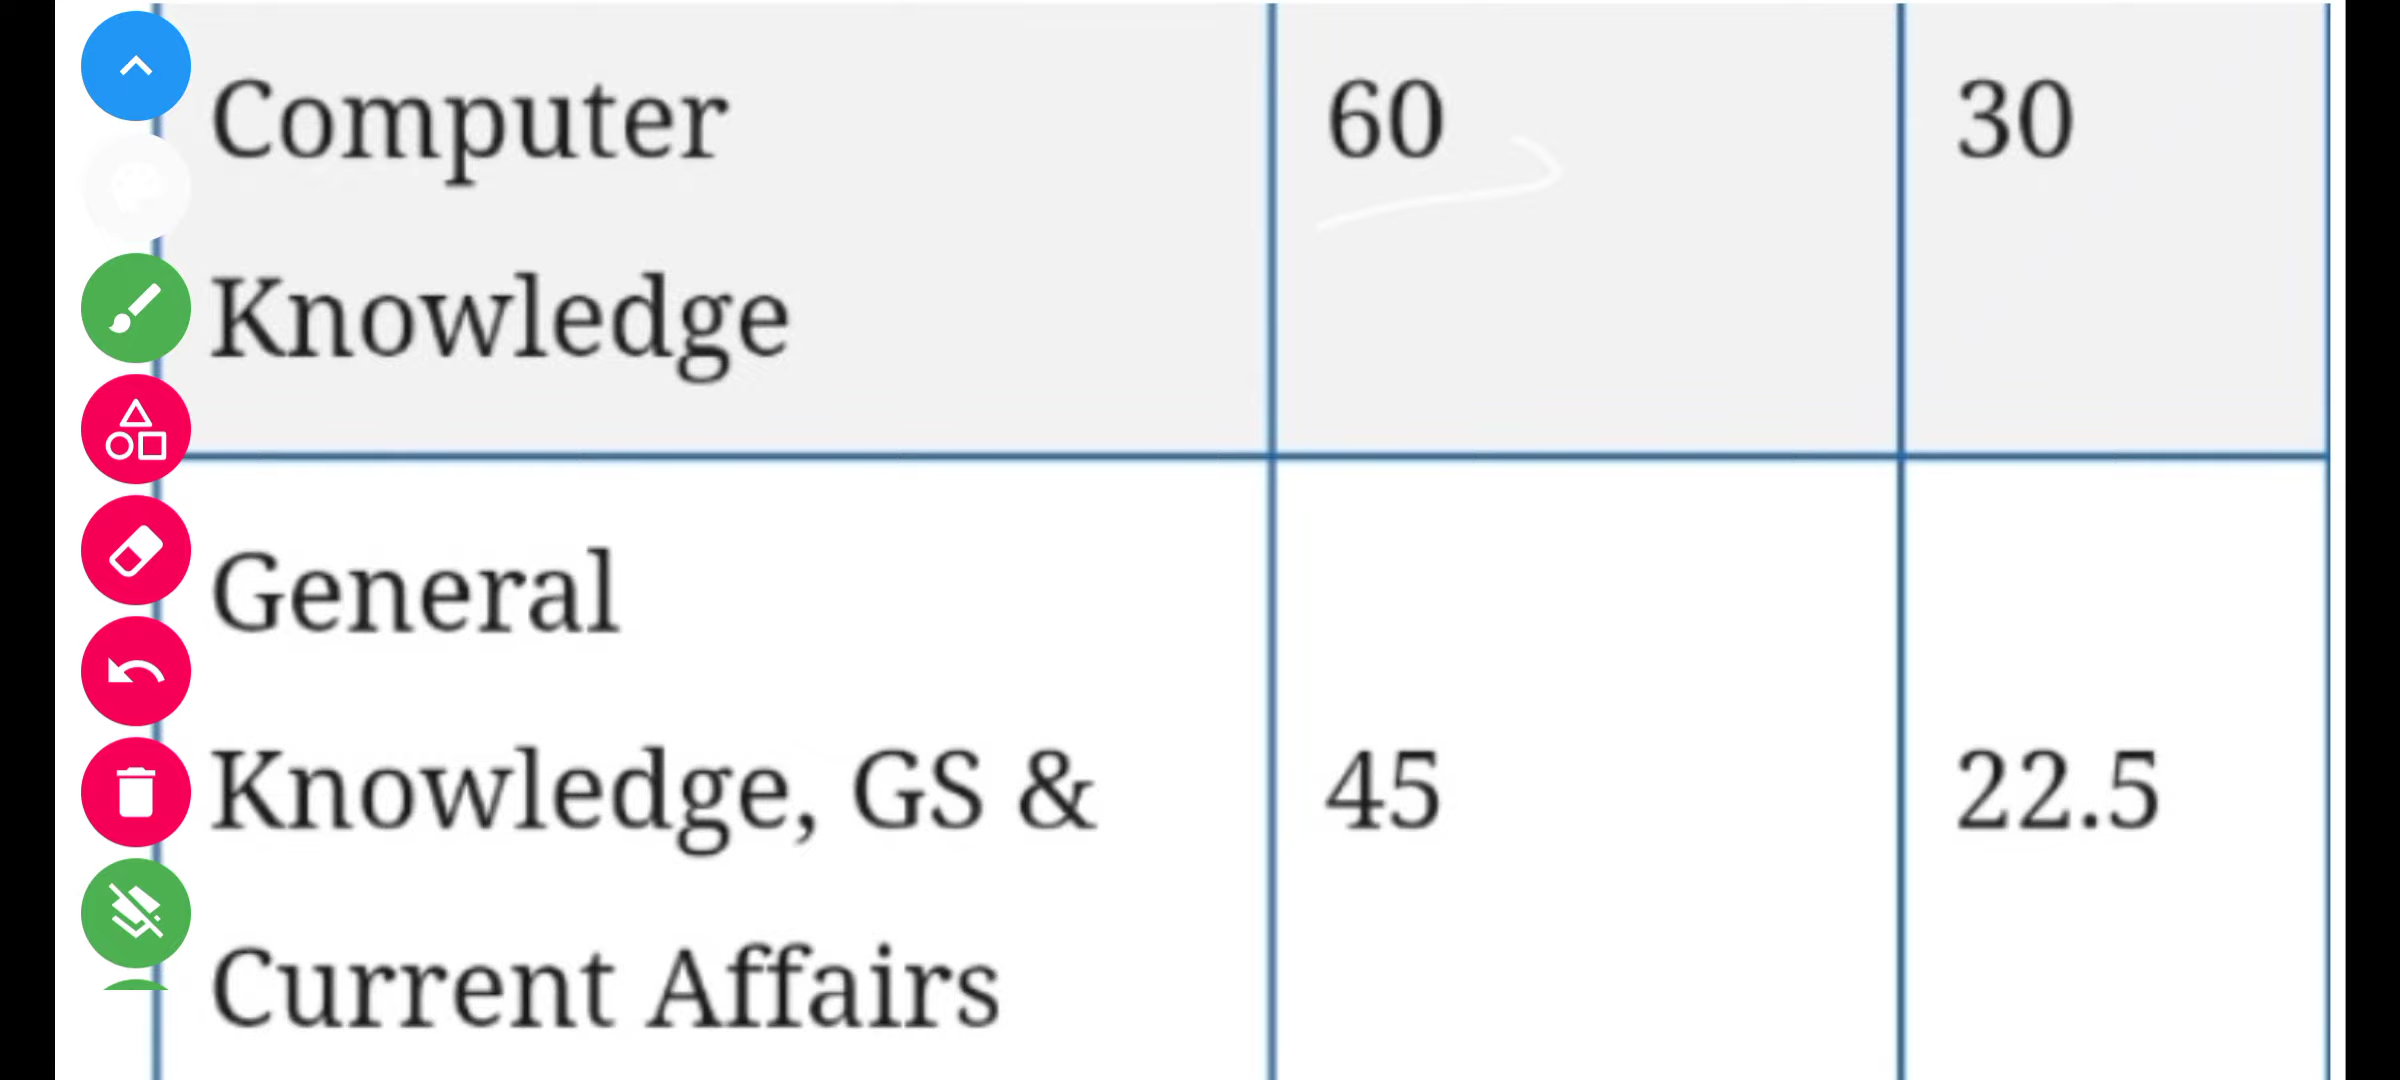 Computer 60 30
Knowledge
General
Knowledge, GS & 45 22.5
Current Affairs